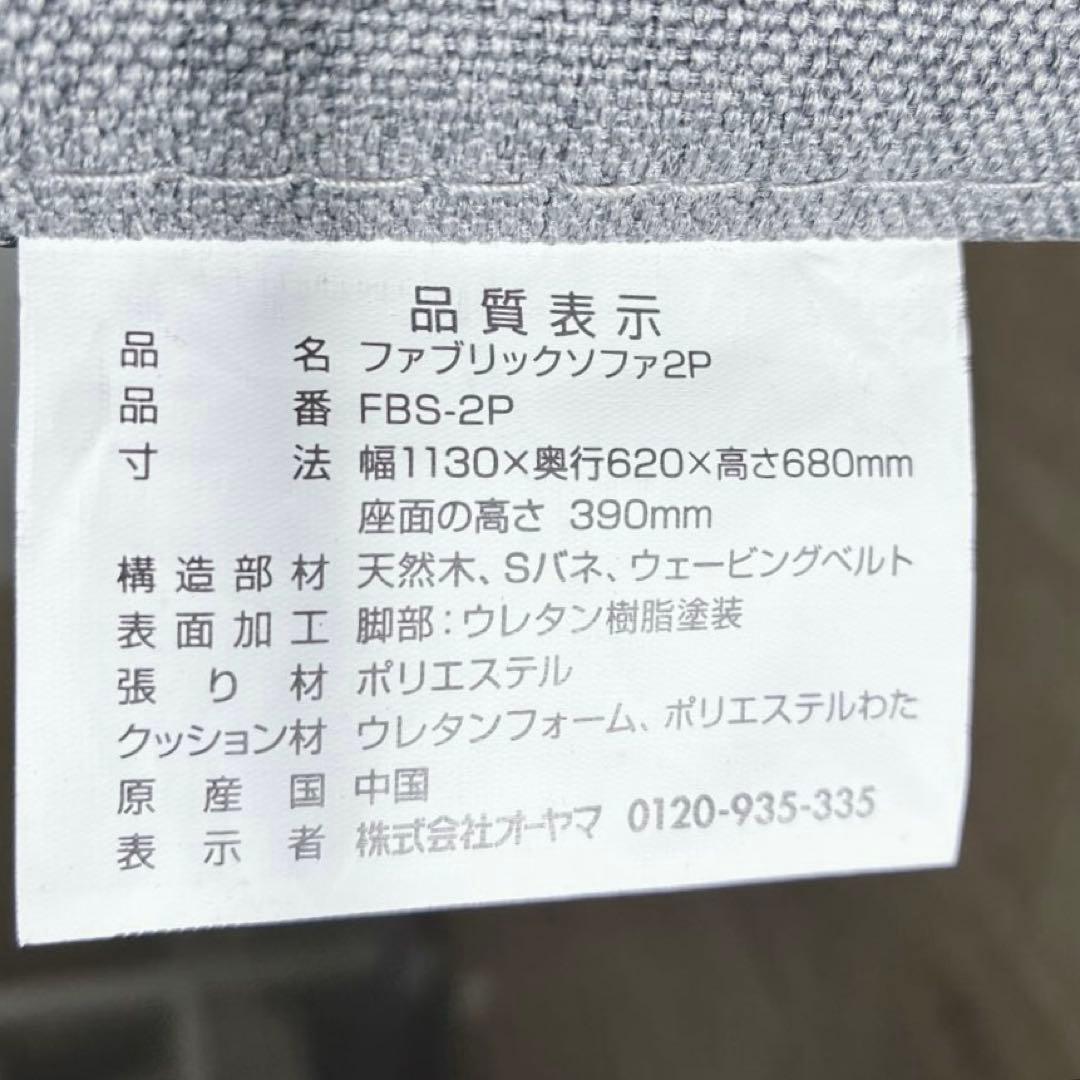 品質表示
品名 ファブリックソファ2P
品番 FBS-2P
寸法 幅1130×奥行620×高さ680mm
座面の高さ 390mm
構造部材 天然木、Sバネ、ウェービングベルト
表面加工 脚部：ウレタン樹脂塗装
張り材 ポリエステル
クッション材 ウレタンフォーム、ポリエステルわた
原産国 中国
表示者 株式会社オーヤマ 0120-935-335